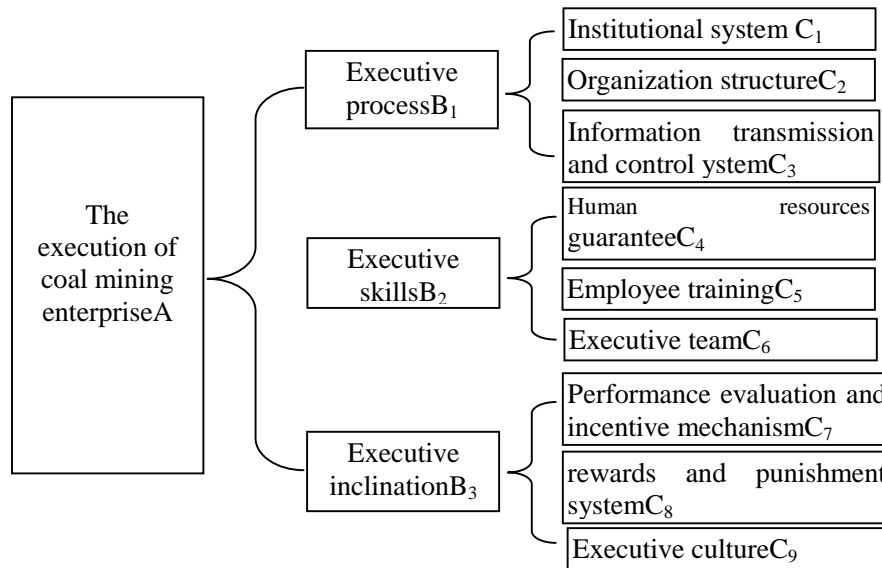 The
execution of
coal mining
enterpriseA
Executive
processB₁
Institutional system C₁
Organization structureC₂
Information transmission
and control ystemC₃
Executive
skillsB₂
Human resources
guaranteeC₄
Employee trainingC₅
Executive teamC₆
Executive
inclinationB₃
Performance evaluation and
incentive mechanismC₇
rewards and punishment
systemC₈
Executive cultureC₉